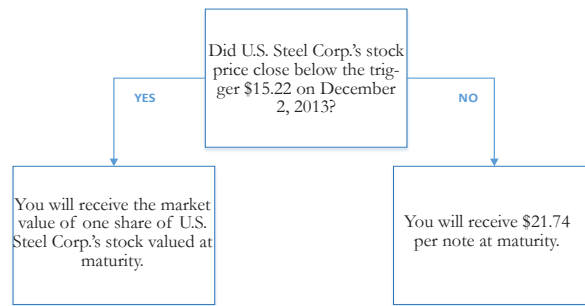 Did U.S. Steel Corp.'s stock
price close below the trig-
ger $15.22 on December
2, 2013?
YES
NO
You will receive the market
value of one share of U.S.
Steel Corp.'s stock valued at
maturity.
You will receive $21.74
per note at maturity.